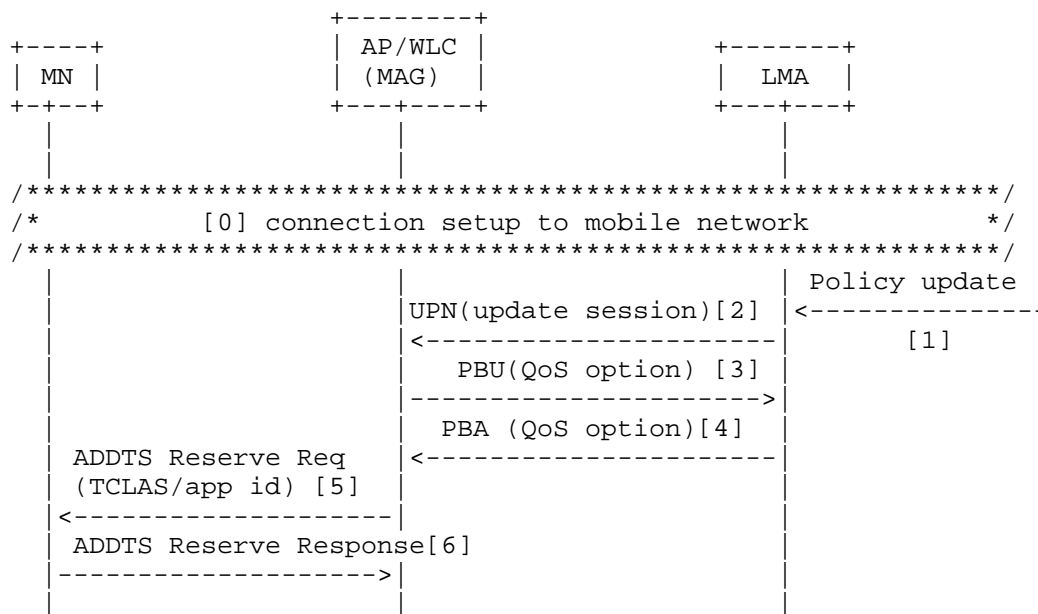 AP/WLC
MN (MAG) LMA
[0] connection setup to mobile network
Policy update
UPN(update session)[2]
[1]
PBU(QoS option) [3]
PBA (QoS option)[4]
ADDTS Reserve Req
(TCLAS/app id) [5]
ADDTS Reserve Response[6]